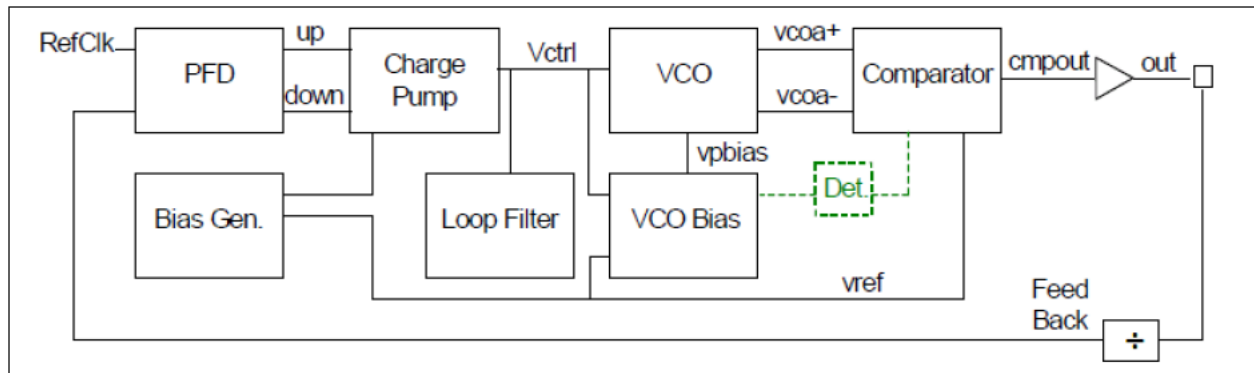 RefClk
PFD
up
down
Charge
Pump
Vctrl
VCO
vcoa+
vcoa-
Comparator
cmpout
out
vpbias
Bias Gen.
Loop Filter
VCO Bias
Det.
vref
Feed
Back
÷